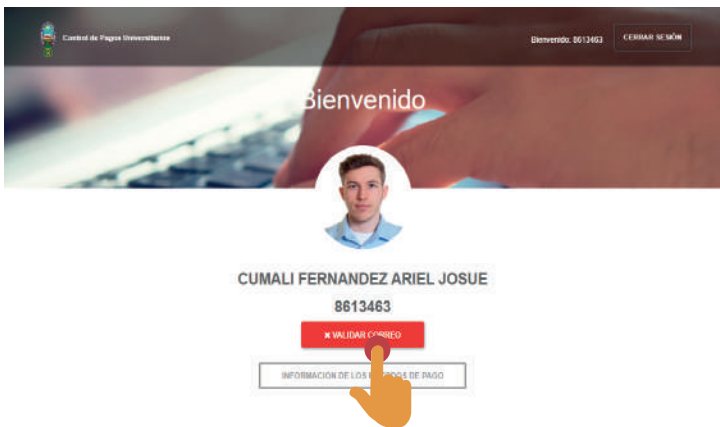 Control de Pagos Universitarios
Bienvenido: 8613463
CERRAR SESIÓN
Bienvenido
CUMALI FERNANDEZ ARIEL JOSUE
8613463
✖ VALIDAR CORREO
INFORMACIÓN DE LOS DE PAGO